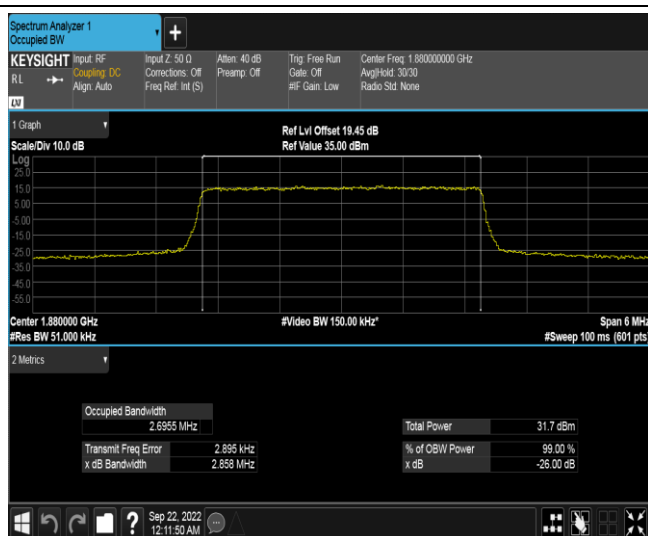 Spectrum Analyzer 1
Occupied BW
+
KEYSIGHT
RL
LXI
Input: RF
Coupling: DC
Align: Auto
Input Z: 50 Ω
Corrections: Off
Freq Ref: Int (S)
Atten: 40 dB
Preamp: Off
Trig: Free Run
Gate: Off
#IF Gain: Low
Center Freq: 1.880000000 GHz
Avg|Hold: 30/30
Radio Std: None
1 Graph
Scale/Div 10.0 dB
Ref Lvl Offset 19.45 dB
Ref Value 35.00 dBm
Log
25.0
15.0
5.00
-5.00
-15.0
-25.0
-35.0
-45.0
-55.0
Center 1.880000 GHz
#Res BW 51.000 kHz
#Video BW 150.00 kHz*
Span 6 MHz
#Sweep 100 ms (601 pts)
2 Metrics
Occupied Bandwidth
2.6955 MHz
Transmit Freq Error 2.895 kHz
x dB Bandwidth 2.858 MHz
Total Power 31.7 dBm
% of OBW Power 99.00 %
x dB -26.00 dB
?
Sep 22, 2022
12:11:50 AM